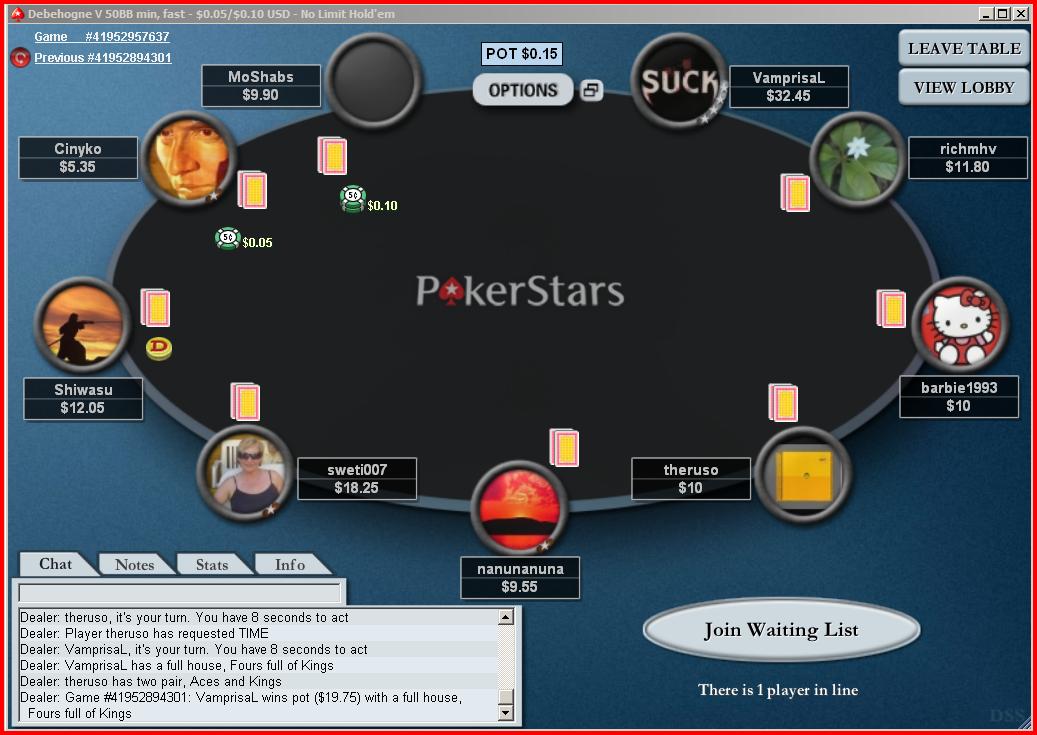 Debehogne V 50BB min, fast - $0.05/$0.10 USD - No Limit Hold'em
Game #41952957637
Previous #41952894301
POT $0.15
OPTIONS
LEAVE TABLE
VIEW LOBBY
MoShabs
$9.90
SUCK
VamprisaL
$32.45
Cinyko
$5.35
richmhv
$11.80
5¢ $0.10
5¢ $0.05
PokerStars
D
Shiwasu
$12.05
barbie1993
$10
sweti007
$18.25
theruso
$10
nanunanuna
$9.55
Chat
Notes
Stats
Info
Dealer: theruso, it's your turn. You have 8 seconds to act
Dealer: Player theruso has requested TIME
Dealer: VamprisaL, it's your turn. You have 8 seconds to act
Dealer: VamprisaL has a full house, Fours full of Kings
Dealer: theruso has two pair, Aces and Kings
Dealer: Game #41952894301: VamprisaL wins pot ($19.75) with a full house,
Fours full of Kings
Join Waiting List
There is 1 player in line
DSS